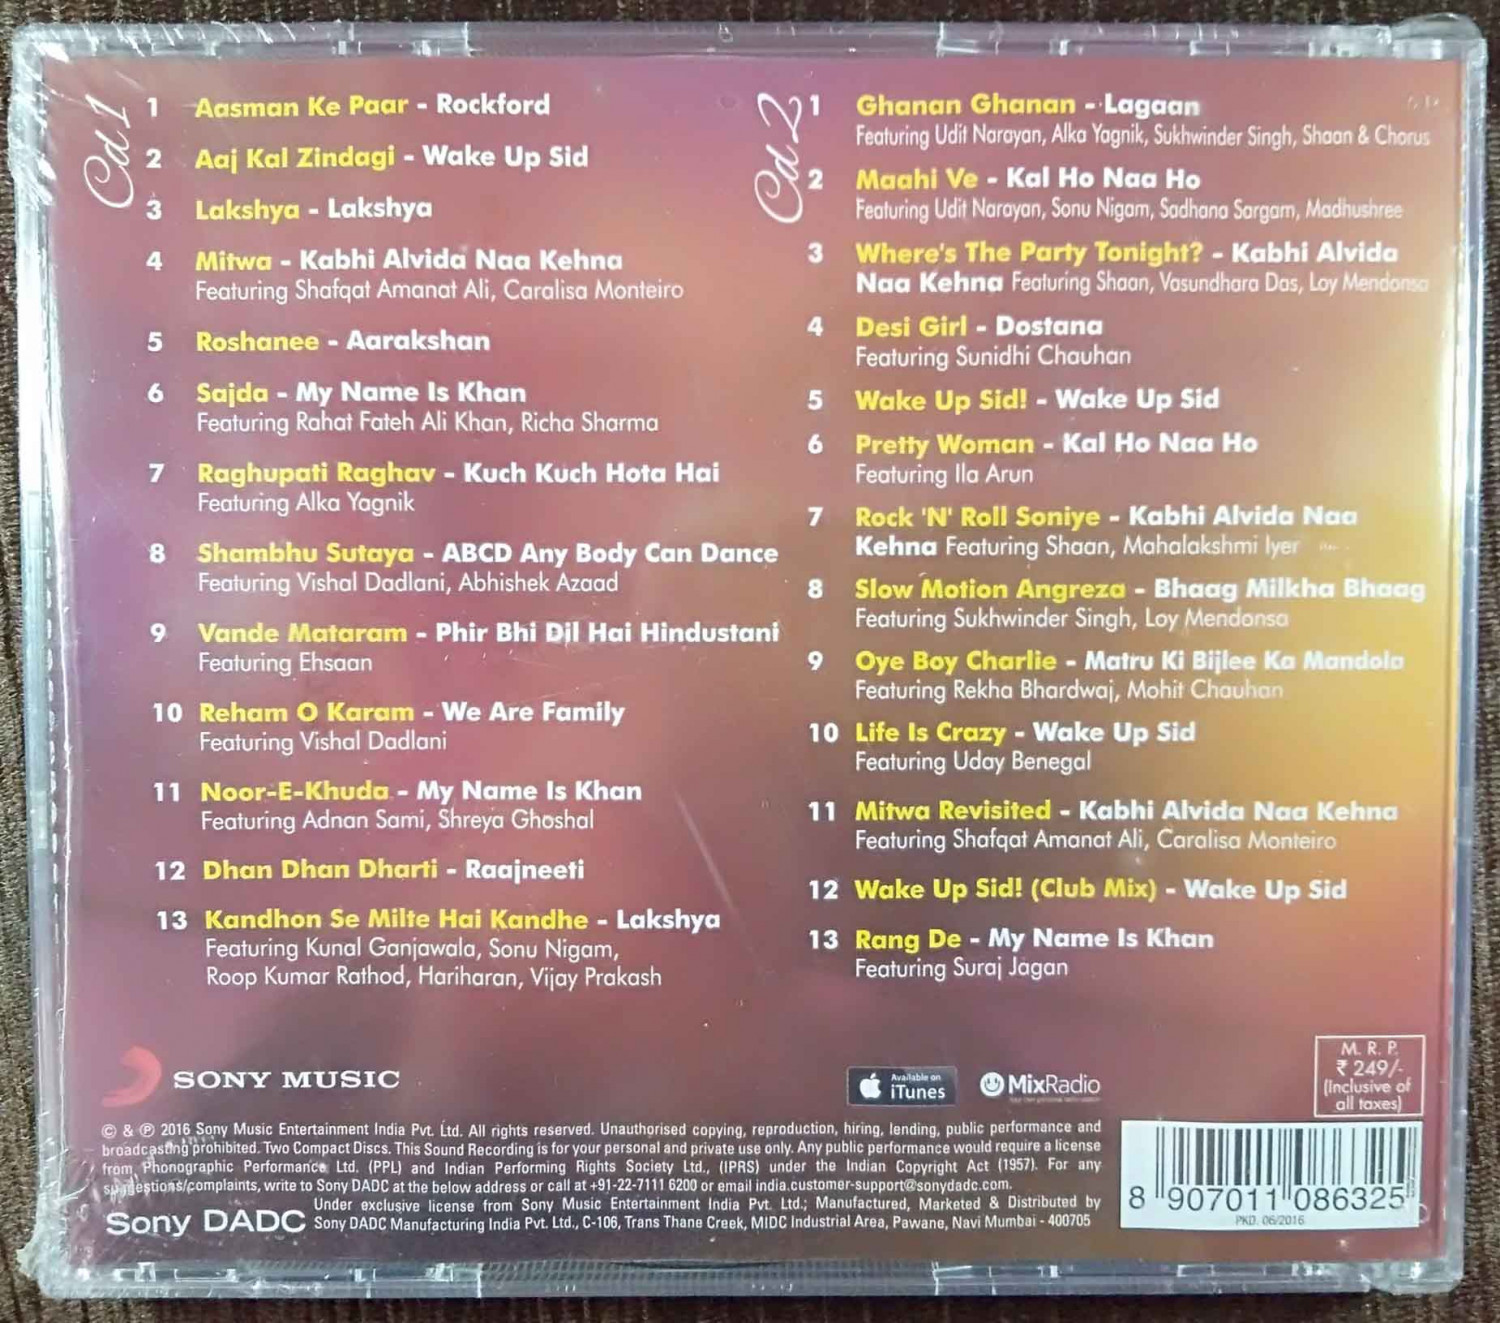 Cd 1
1 Aasman Ke Paar - Rockford
2 Aaj Kal Zindagi - Wake Up Sid
3 Lakshya - Lakshya
4 Mitwa - Kabhi Alvida Naa Kehna
Featuring Shafqat Amanat Ali, Caralisa Monteiro
5 Roshanee - Aarakshan
6 Sajda - My Name Is Khan
Featuring Rahat Fateh Ali Khan, Richa Sharma
7 Raghupati Raghav - Kuch Kuch Hota Hai
Featuring Alka Yagnik
8 Shambhu Sutaya - ABCD Any Body Can Dance
Featuring Vishal Dadlani, Abhishek Azaad
9 Vande Mataram - Phir Bhi Dil Hai Hindustani
Featuring Ehsaan
10 Reham O Karam - We Are Family
Featuring Vishal Dadlani
11 Noor-E-Khuda - My Name Is Khan
Featuring Adnan Sami, Shreya Ghoshal
12 Dhan Dhan Dharti - Raajneeti
13 Kandhon Se Milte Hai Kandhe - Lakshya
Featuring Kunal Ganjawala, Sonu Nigam,
Roop Kumar Rathod, Hariharan, Vijay Prakash
Cd 2
1 Ghanan Ghanan - Lagaan
Featuring Udit Narayan, Alka Yagnik, Sukhwinder Singh, Shaan & Chorus
2 Maahi Ve - Kal Ho Naa Ho
Featuring Udit Narayan, Sonu Nigam, Sadhana Sargam, Madhushree
3 Where's The Party Tonight? - Kabhi Alvida
Naa Kehna Featuring Shaan, Vasundhara Das, Loy Mendonsa
4 Desi Girl - Dostana
Featuring Sunidhi Chauhan
5 Wake Up Sid! - Wake Up Sid
6 Pretty Woman - Kal Ho Naa Ho
Featuring Ila Arun
7 Rock 'N' Roll Soniye - Kabhi Alvida Naa
Kehna Featuring Shaan, Mahalakshmi Iyer
8 Slow Motion Angreza - Bhaag Milkha Bhaag
Featuring Sukhwinder Singh, Loy Mendonsa
9 Oye Boy Charlie - Matru Ki Bijlee Ka Mandola
Featuring Rekha Bhardwaj, Mohit Chauhan
10 Life Is Crazy - Wake Up Sid
Featuring Uday Benegal
11 Mitwa Revisited - Kabhi Alvida Naa Kehna
Featuring Shafqat Amanat Ali, Caralisa Monteiro
12 Wake Up Sid! (Club Mix) - Wake Up Sid
13 Rang De - My Name Is Khan
Featuring Suraj Jagan
SONY MUSIC
Available on
iTunes
MixRadio
M. R. P.
₹ 249/-
(Inclusive of
all taxes)
© & ℗ 2016 Sony Music Entertainment India Pvt. Ltd. All rights reserved. Unauthorised copying, reproduction, hiring, lending, public performance and
broadcasting prohibited. Two Compact Discs. This Sound Recording is for your personal and private use only. Any public performance would require a license
from Phonographic Performance Ltd. (PPL) and Indian Performing Rights Society Ltd., (IPRS) under the Indian Copyright Act (1957). For any
suggestions/complaints, write to Sony DADC at the below address or call at +91-22-7111 6200 or email india.customer-support@sonydadc.com.
Sony DADC
Under exclusive license from Sony Music Entertainment India Pvt. Ltd.; Manufactured, Marketed & Distributed by
Sony DADC Manufacturing India Pvt. Ltd., C-106, Trans Thane Creek, MIDC Industrial Area, Pawane, Navi Mumbai - 400705
8 907011 086325
PKD. 06/2016